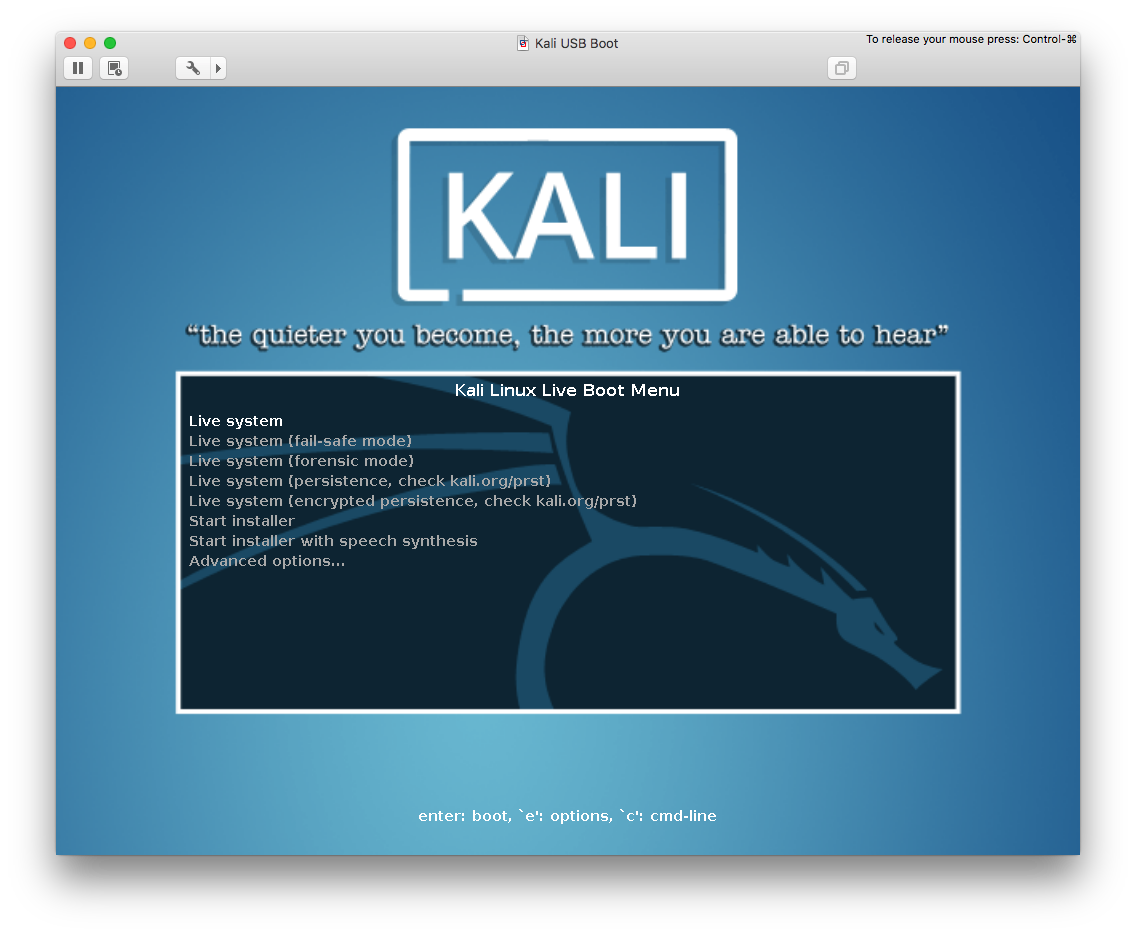 Kali USB Boot
To release your mouse press: Control-⌘
KALI
“the quieter you become, the more you are able to hear”
Kali Linux Live Boot Menu
Live system
Live system (fail-safe mode)
Live system (forensic mode)
Live system (persistence, check kali.org/prst)
Live system (encrypted persistence, check kali.org/prst)
Start installer
Start installer with speech synthesis
Advanced options...
enter: boot, `e': options, `c': cmd-line